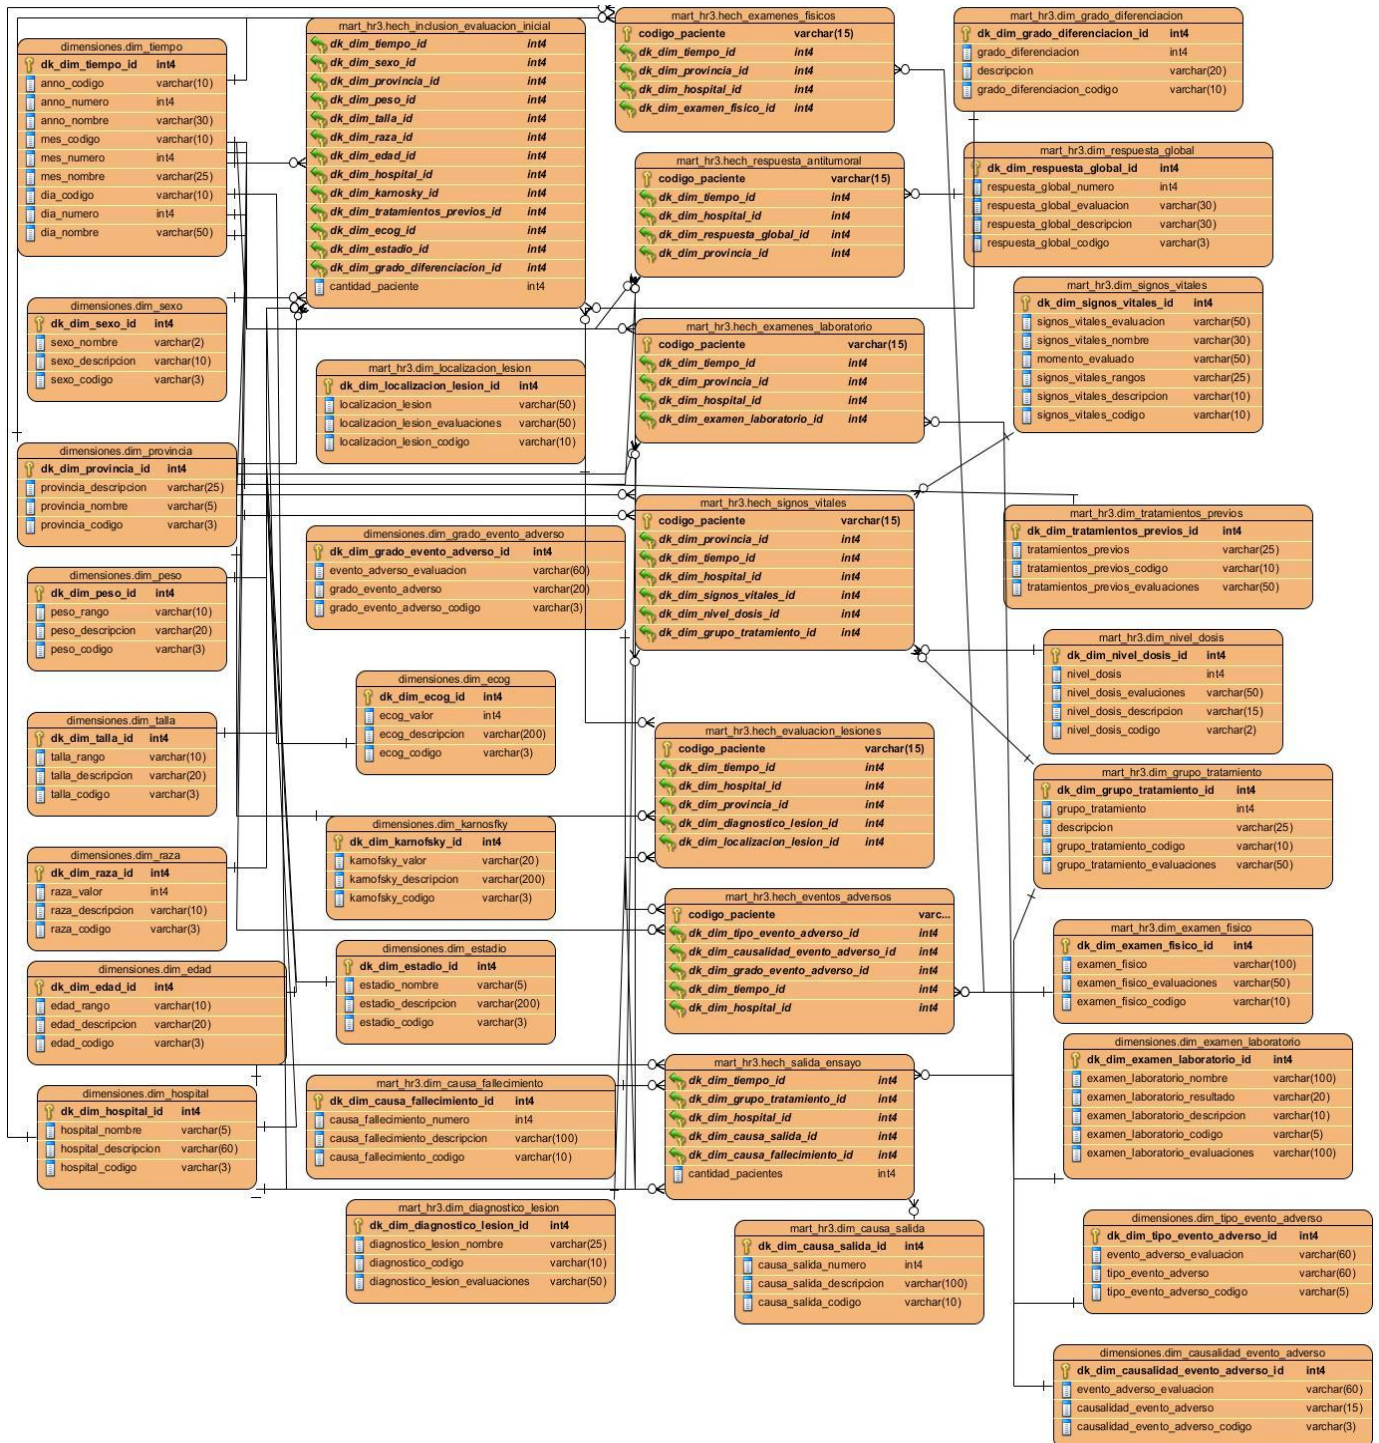 dimensiones.dim_tiempo
dk_dim_tiempo_id int4
anno_codigo varchar(10)
anno_numero int4
anno_nombre varchar(30)
mes_codigo varchar(10)
mes_numero int4
mes_nombre varchar(25)
dia_codigo varchar(10)
dia_numero int4
dia_nombre varchar(50)
dimensiones.dim_sexo
dk_dim_sexo_id int4
sexo_nombre varchar(2)
sexo_descripcion varchar(10)
sexo_codigo varchar(3)
dimensiones.dim_provincia
dk_dim_provincia_id int4
provincia_descripcion varchar(25)
provincia_nombre varchar(5)
provincia_codigo varchar(3)
dimensiones.dim_peso
dk_dim_peso_id int4
peso_rango varchar(10)
peso_descripcion varchar(20)
peso_codigo varchar(3)
dimensiones.dim_talla
dk_dim_talla_id int4
talla_rango varchar(10)
talla_descripcion varchar(20)
talla_codigo varchar(3)
dimensiones.dim_raza
dk_dim_raza_id int4
raza_valor int4
raza_descripcion varchar(10)
raza_codigo varchar(3)
dimensiones.dim_edad
dk_dim_edad_id int4
edad_rango varchar(10)
edad_descripcion varchar(20)
edad_codigo varchar(3)
dimensiones.dim_hospital
dk_dim_hospital_id int4
hospital_nombre varchar(5)
hospital_descripcion varchar(60)
hospital_codigo varchar(3)
mart_hr3.hech_inclusion_evaluacion_inicial
dk_dim_tiempo_id int4
dk_dim_sexo_id int4
dk_dim_provincia_id int4
dk_dim_peso_id int4
dk_dim_talla_id int4
dk_dim_raza_id int4
dk_dim_edad_id int4
dk_dim_hospital_id int4
dk_dim_karnosky_id int4
dk_dim_tratamientos_previos_id int4
dk_dim_ecog_id int4
dk_dim_estadio_id int4
dk_dim_grado_diferenciacion_id int4
cantidad_paciente int4
mart_hr3.dim_localizacion_lesion
dk_dim_localizacion_lesion_id int4
localizacion_lesion varchar(50)
localizacion_lesion_evaluaciones varchar(50)
localizacion_lesion_codigo varchar(10)
dimensiones.dim_grado_evento_adverso
dk_dim_grado_evento_adverso_id int4
evento_adverso_evaluacion varchar(60)
grado_evento_adverso varchar(20)
grado_evento_adverso_codigo varchar(3)
dimensiones.dim_ecog
dk_dim_ecog_id int4
ecog_valor int4
ecog_descripcion varchar(200)
ecog_codigo varchar(3)
dimensiones.dim_karnosfky
dk_dim_karnofsky_id int4
karnofsky_valor varchar(20)
karnofsky_descripcion varchar(200)
karnofsky_codigo varchar(3)
dimensiones.dim_estadio
dk_dim_estadio_id int4
estadio_nombre varchar(5)
estadio_descripcion varchar(200)
estadio_codigo varchar(3)
mart_hr3.dim_causa_fallecimiento
dk_dim_causa_fallecimiento_id int4
causa_fallecimiento_numero int4
causa_fallecimiento_descripcion varchar(100)
causa_fallecimiento_codigo varchar(10)
mart_hr3.dim_diagnostico_lesion
dk_dim_diagnostico_lesion_id int4
diagnostico_lesion_nombre varchar(25)
diagnostico_codigo varchar(10)
diagnostico_lesion_evaluaciones varchar(50)
mart_hr3.hech_examenes_fisicos
codigo_paciente varchar(15)
dk_dim_tiempo_id int4
dk_dim_provincia_id int4
dk_dim_hospital_id int4
dk_dim_examen_fisico_id int4
mart_hr3.hech_respuesta_antitumoral
codigo_paciente varchar(15)
dk_dim_tiempo_id int4
dk_dim_hospital_id int4
dk_dim_respuesta_global_id int4
dk_dim_provincia_id int4
mart_hr3.hech_examenes_laboratorio
codigo_paciente varchar(15)
dk_dim_tiempo_id int4
dk_dim_provincia_id int4
dk_dim_hospital_id int4
dk_dim_examen_laboratorio_id int4
mart_hr3.hech_signos_vitales
codigo_paciente varchar(15)
dk_dim_provincia_id int4
dk_dim_tiempo_id int4
dk_dim_hospital_id int4
dk_dim_signos_vitales_id int4
dk_dim_nivel_dosis_id int4
dk_dim_grupo_tratamiento_id int4
mart_hr3.hech_evaluacion_lesiones
codigo_paciente varchar(15)
dk_dim_tiempo_id int4
dk_dim_hospital_id int4
dk_dim_provincia_id int4
dk_dim_diagnostico_lesion_id int4
dk_dim_localizacion_lesion_id int4
mart_hr3.hech_eventos_adversos
codigo_paciente varc...
dk_dim_tipo_evento_adverso_id int4
dk_dim_causalidad_evento_adverso_id int4
dk_dim_grado_evento_adverso_id int4
dk_dim_tiempo_id int4
dk_dim_hospital_id int4
mart_hr3.hech_salida_ensayo
dk_dim_tiempo_id int4
dk_dim_grupo_tratamiento_id int4
dk_dim_hospital_id int4
dk_dim_causa_salida_id int4
dk_dim_causa_fallecimiento_id int4
cantidad_pacientes int4
mart_hr3.dim_causa_salida
dk_dim_causa_salida_id int4
causa_salida_numero int4
causa_salida_descripcion varchar(100)
causa_salida_codigo varchar(10)
mart_hr3.dim_grado_diferenciacion
dk_dim_grado_diferenciacion_id int4
grado_diferenciacion int4
descripcion varchar(20)
grado_diferenciacion_codigo varchar(10)
mart_hr3.dim_respuesta_global
dk_dim_respuesta_global_id int4
respuesta_global_numero int4
respuesta_global_evaluacion varchar(30)
respuesta_global_descripcion varchar(30)
respuesta_global_codigo varchar(3)
mart_hr3.dim_signos_vitales
dk_dim_signos_vitales_id int4
signos_vitales_evaluacion varchar(50)
signos_vitales_nombre varchar(30)
momento_evaluado varchar(50)
signos_vitales_rangos varchar(25)
signos_vitales_descripcion varchar(10)
signos_vitales_codigo varchar(10)
mart_hr3.dim_tratamientos_previos
dk_dim_tratamientos_previos_id int4
tratamientos_previos varchar(25)
tratamientos_previos_codigo varchar(10)
tratamientos_previos_evaluaciones varchar(50)
mart_hr3.dim_nivel_dosis
dk_dim_nivel_dosis_id int4
nivel_dosis int4
nivel_dosis_evaluciones varchar(50)
nivel_dosis_descripcion varchar(15)
nivel_dosis_codigo varchar(2)
mart_hr3.dim_grupo_tratamiento
dk_dim_grupo_tratamiento_id int4
grupo_tratamiento int4
descripcion varchar(25)
grupo_tratamiento_codigo varchar(10)
grupo_tratamiento_evaluaciones varchar(50)
dimensiones.dim_examen_fisico
dk_dim_examen_fisico_id int4
examen_fisico varchar(100)
examen_fisico_evaluaciones varchar(50)
examen_fisico_codigo varchar(10)
dimensiones.dim_examen_laboratorio
dk_dim_examen_laboratorio_id int4
examen_laboratorio_nombre varchar(100)
examen_laboratorio_resultado varchar(20)
examen_laboratorio_descripcion varchar(10)
examen_laboratorio_codigo varchar(5)
examen_laboratorio_evaluaciones varchar(100)
dimensiones.dim_tipo_evento_adverso
dk_dim_tipo_evento_adverso_id int4
evento_adverso_evaluacion varchar(60)
tipo_evento_adverso varchar(60)
tipo_evento_adverso_codigo varchar(5)
dimensiones.dim_causalidad_evento_adverso
dk_dim_causalidad_evento_adverso_id int4
evento_adverso_evaluacion varchar(60)
causalidad_evento_adverso varchar(15)
causalidad_evento_adverso_codigo varchar(3)